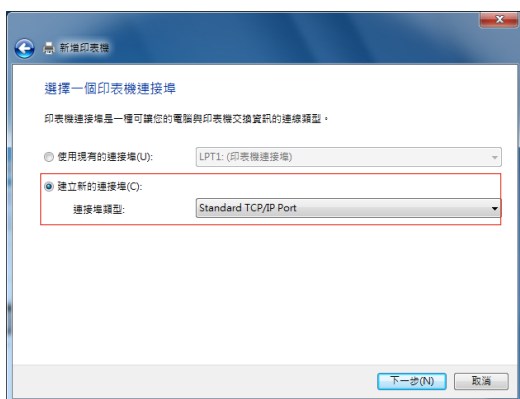 新增印表機
選擇一個印表機連接埠
印表機連接埠是一種可讓您的電腦與印表機交換資訊的連線類型。
使用現有的連接埠(U):
LPT1: (印表機連接埠)
建立新的連接埠(C):
連接埠類型:
Standard TCP/IP Port
下一步(N)
取消